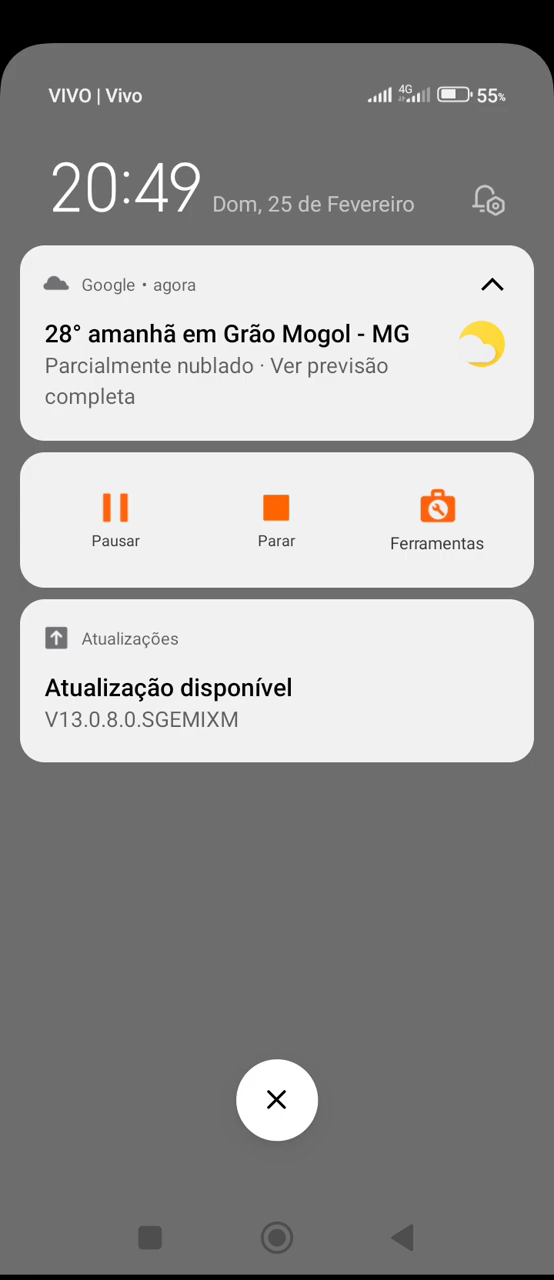 VIVO | Vivo 4G 55%
20:49 Dom, 25 de Fevereiro
Google • agora
28° amanhã em Grão Mogol - MG
Parcialmente nublado · Ver previsão
completa
Pausar Parar Ferramentas
Atualizações
Atualização disponível
V13.0.8.0.SGEMIXM